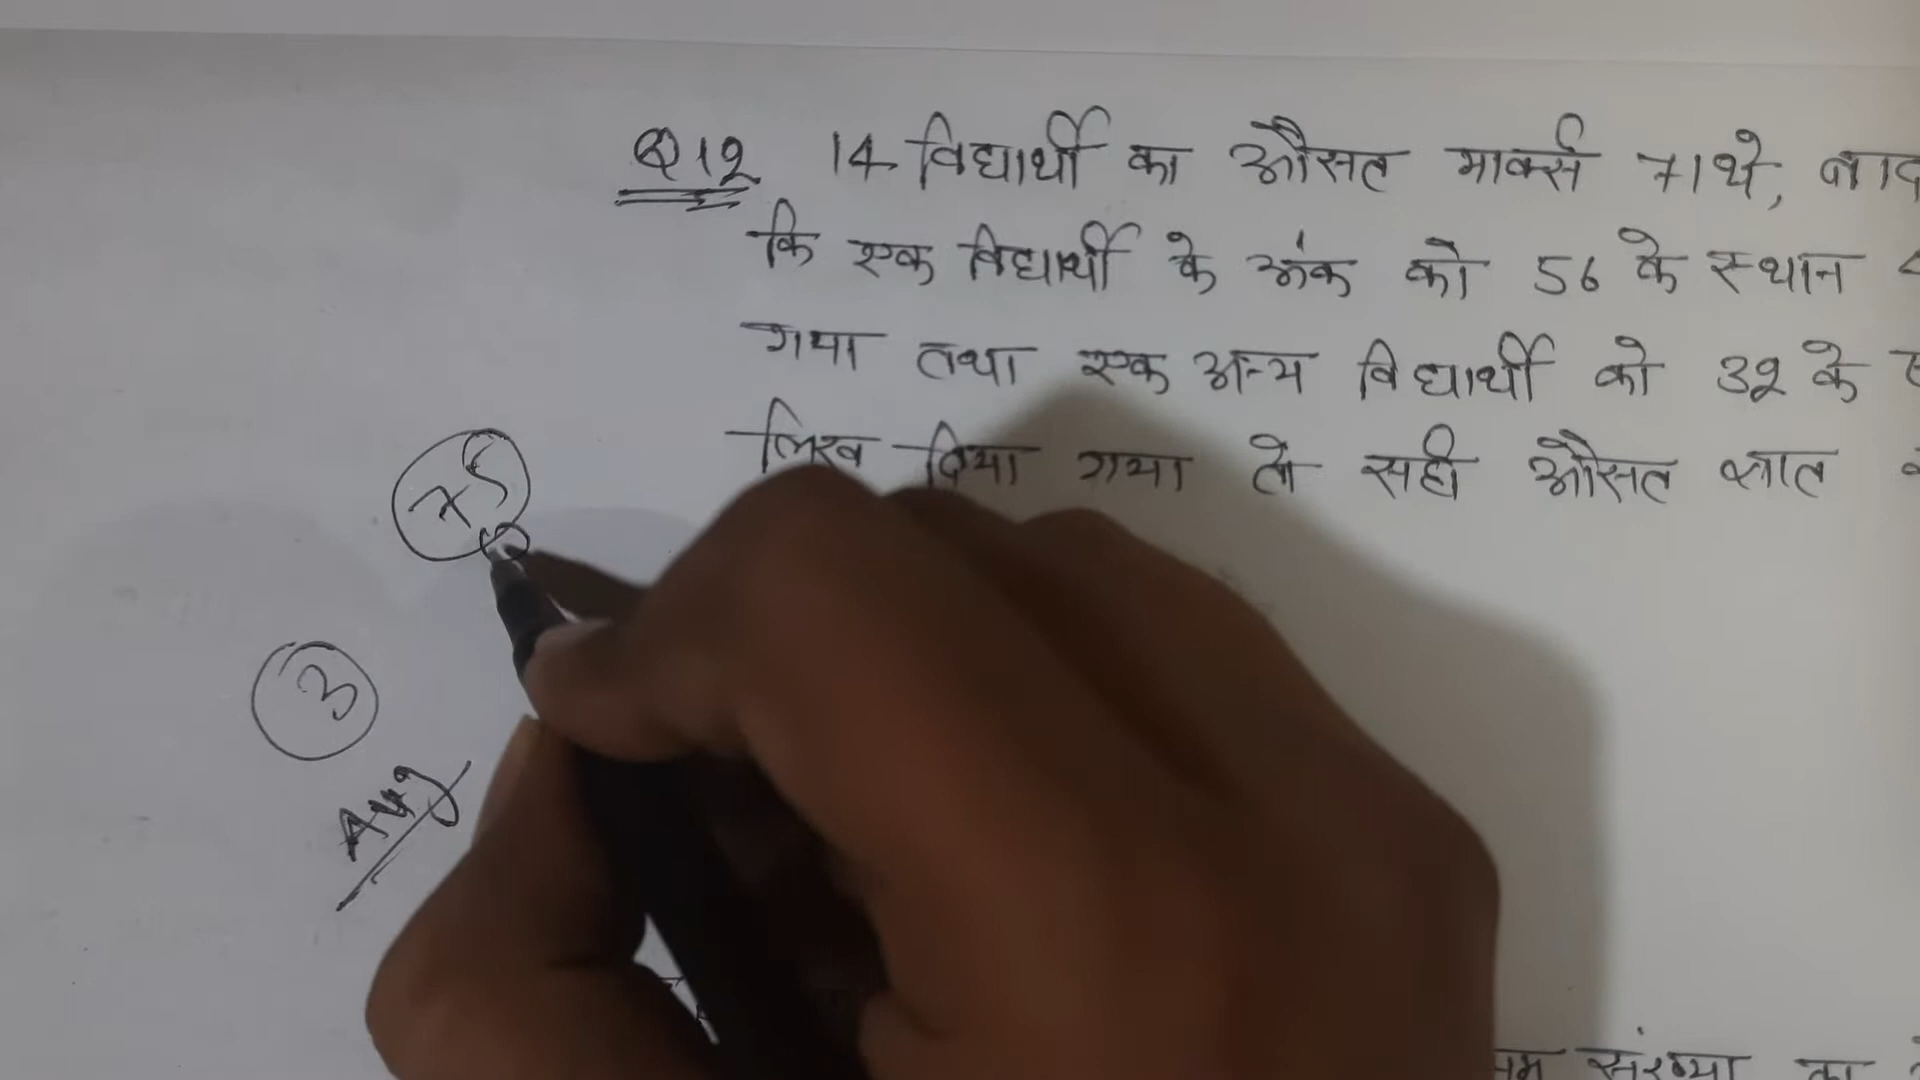 Q12 14 विद्यार्थी का औसत मार्क्स 71 थे, बाद
कि एक विद्यार्थी के अंक को 56 के स्थान
गया तथा एक अन्य विद्यार्थी को 32 के
लिख दिया गया तो सही औसत ज्ञात
75
3
Avg
संख्या का